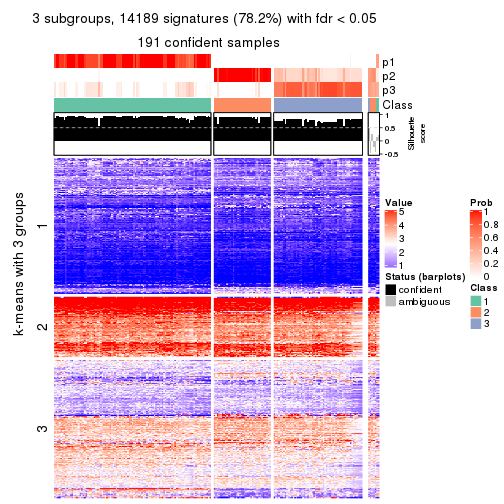 3 subgroups, 14189 signatures (78.2%) with fdr < 0.05
191 confident samples
p1
p2
p3
Class
1
0.5
0
-0.5
Silhouette
score
k-means with 3 groups
1
2
3
Value
5
4
3
2
1
Status (barplots)
confident
ambiguous
Prob
1
0.8
0.6
0.4
0.2
0
Class
1
2
3